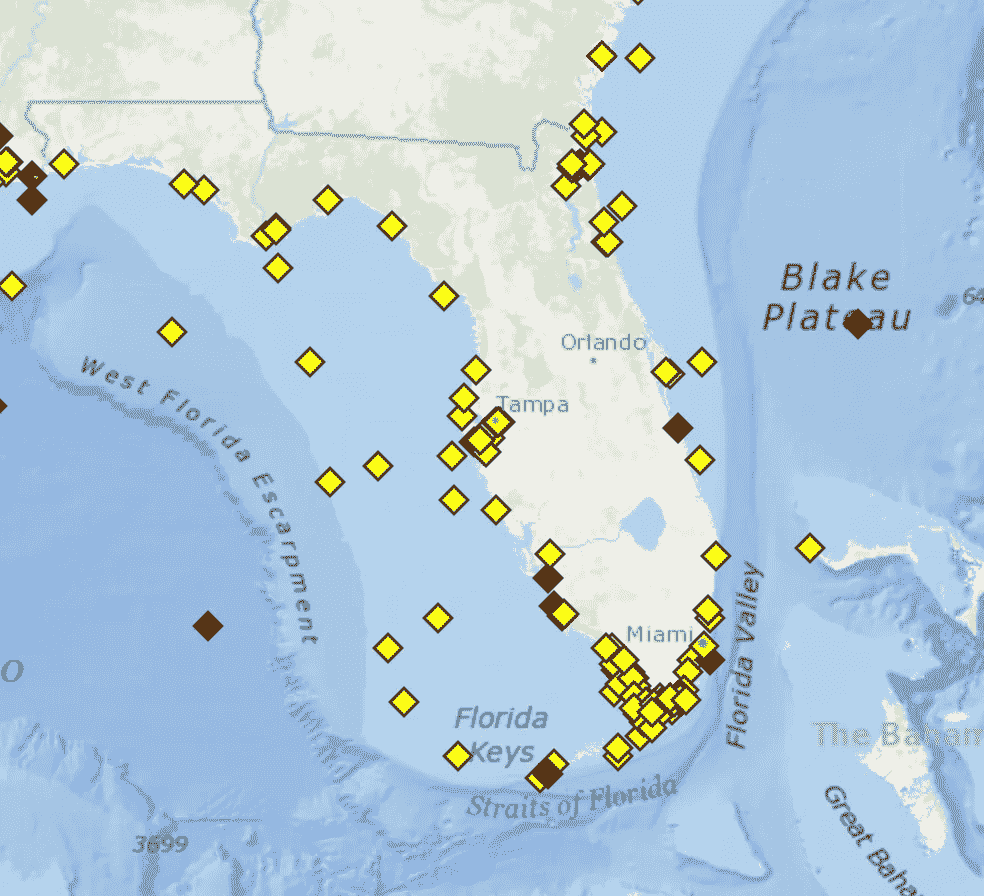 Blake
Plateau
64
Orlando
West Florida Escarpment
Tampa
Florida Valley
Miami
O
Florida
Keys
The Bahan
Straits of Florida
Great Baha
3699